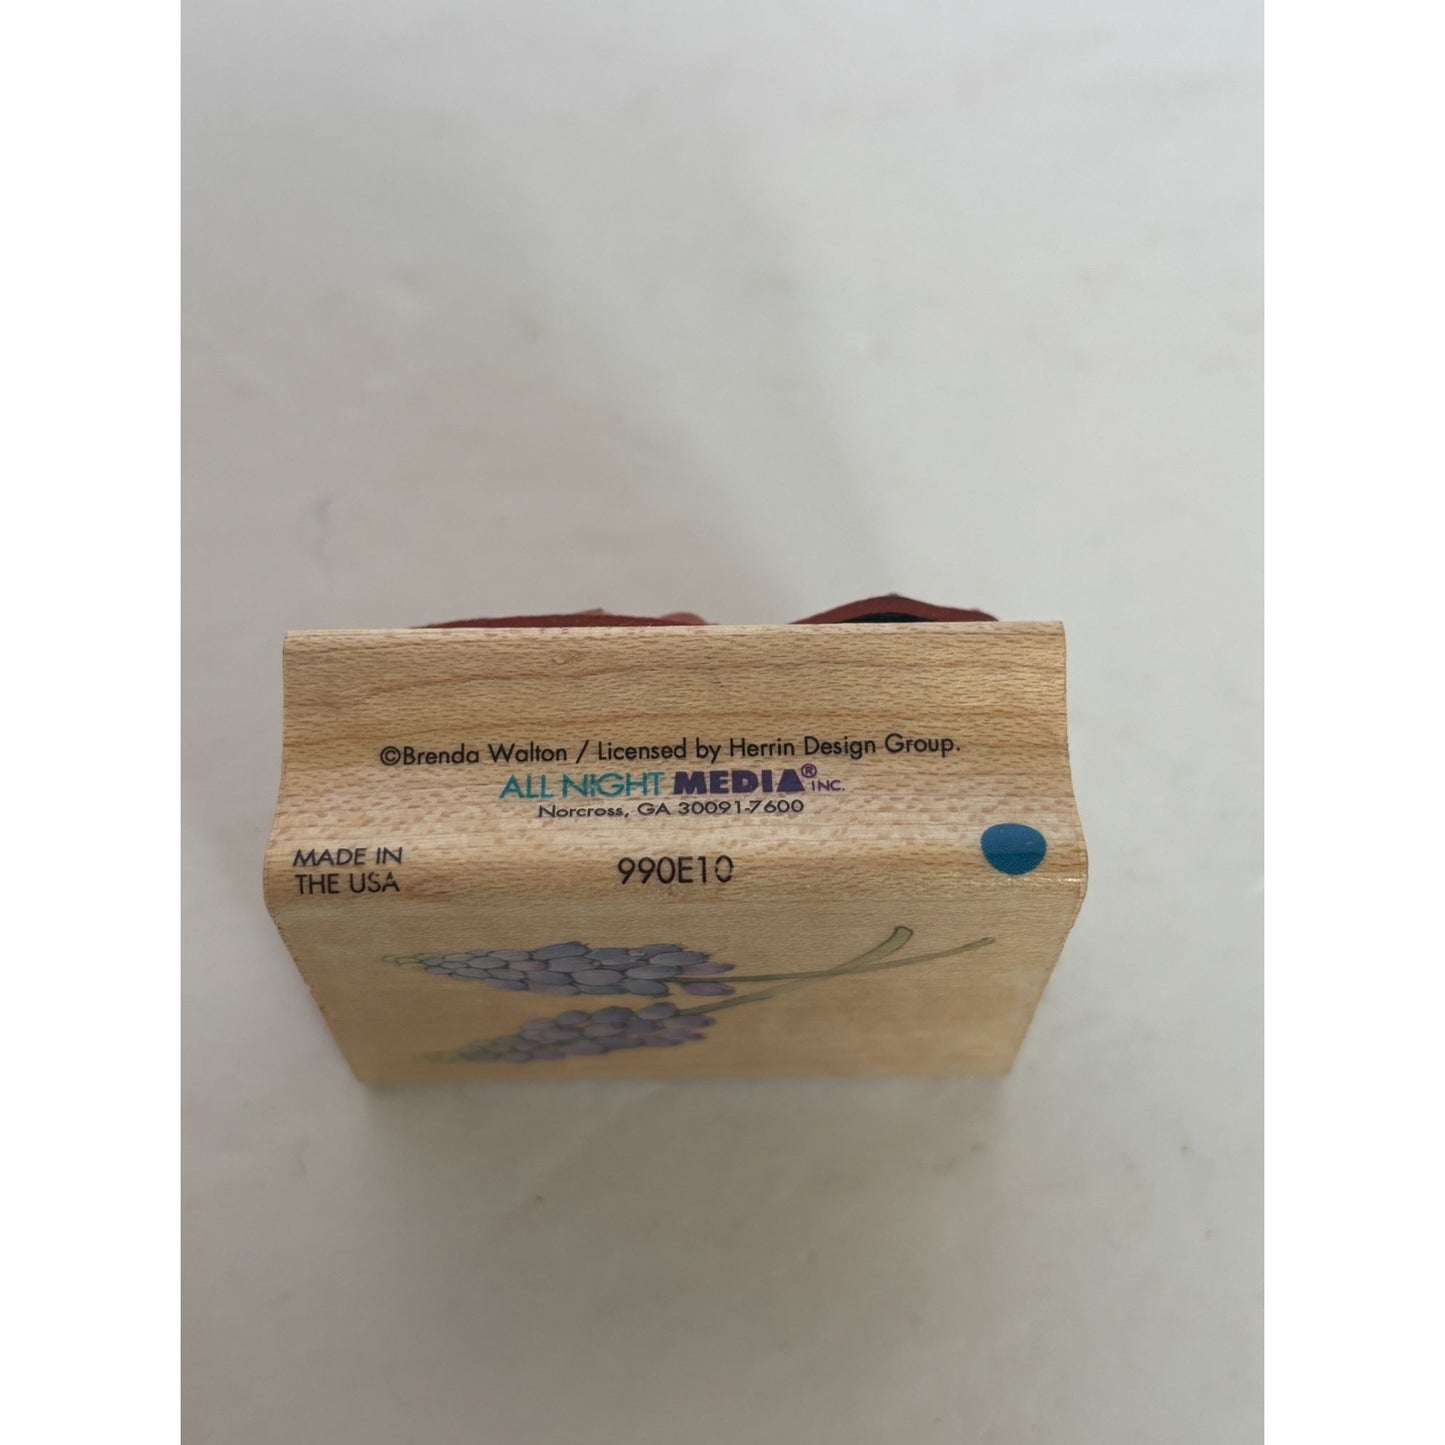 ©Brenda Walton / Licensed by Herrin Design Group.
ALL NIGHT MEDIA® INC.
Norcross, GA 30091-7600
MADE IN
THE USA
990E10